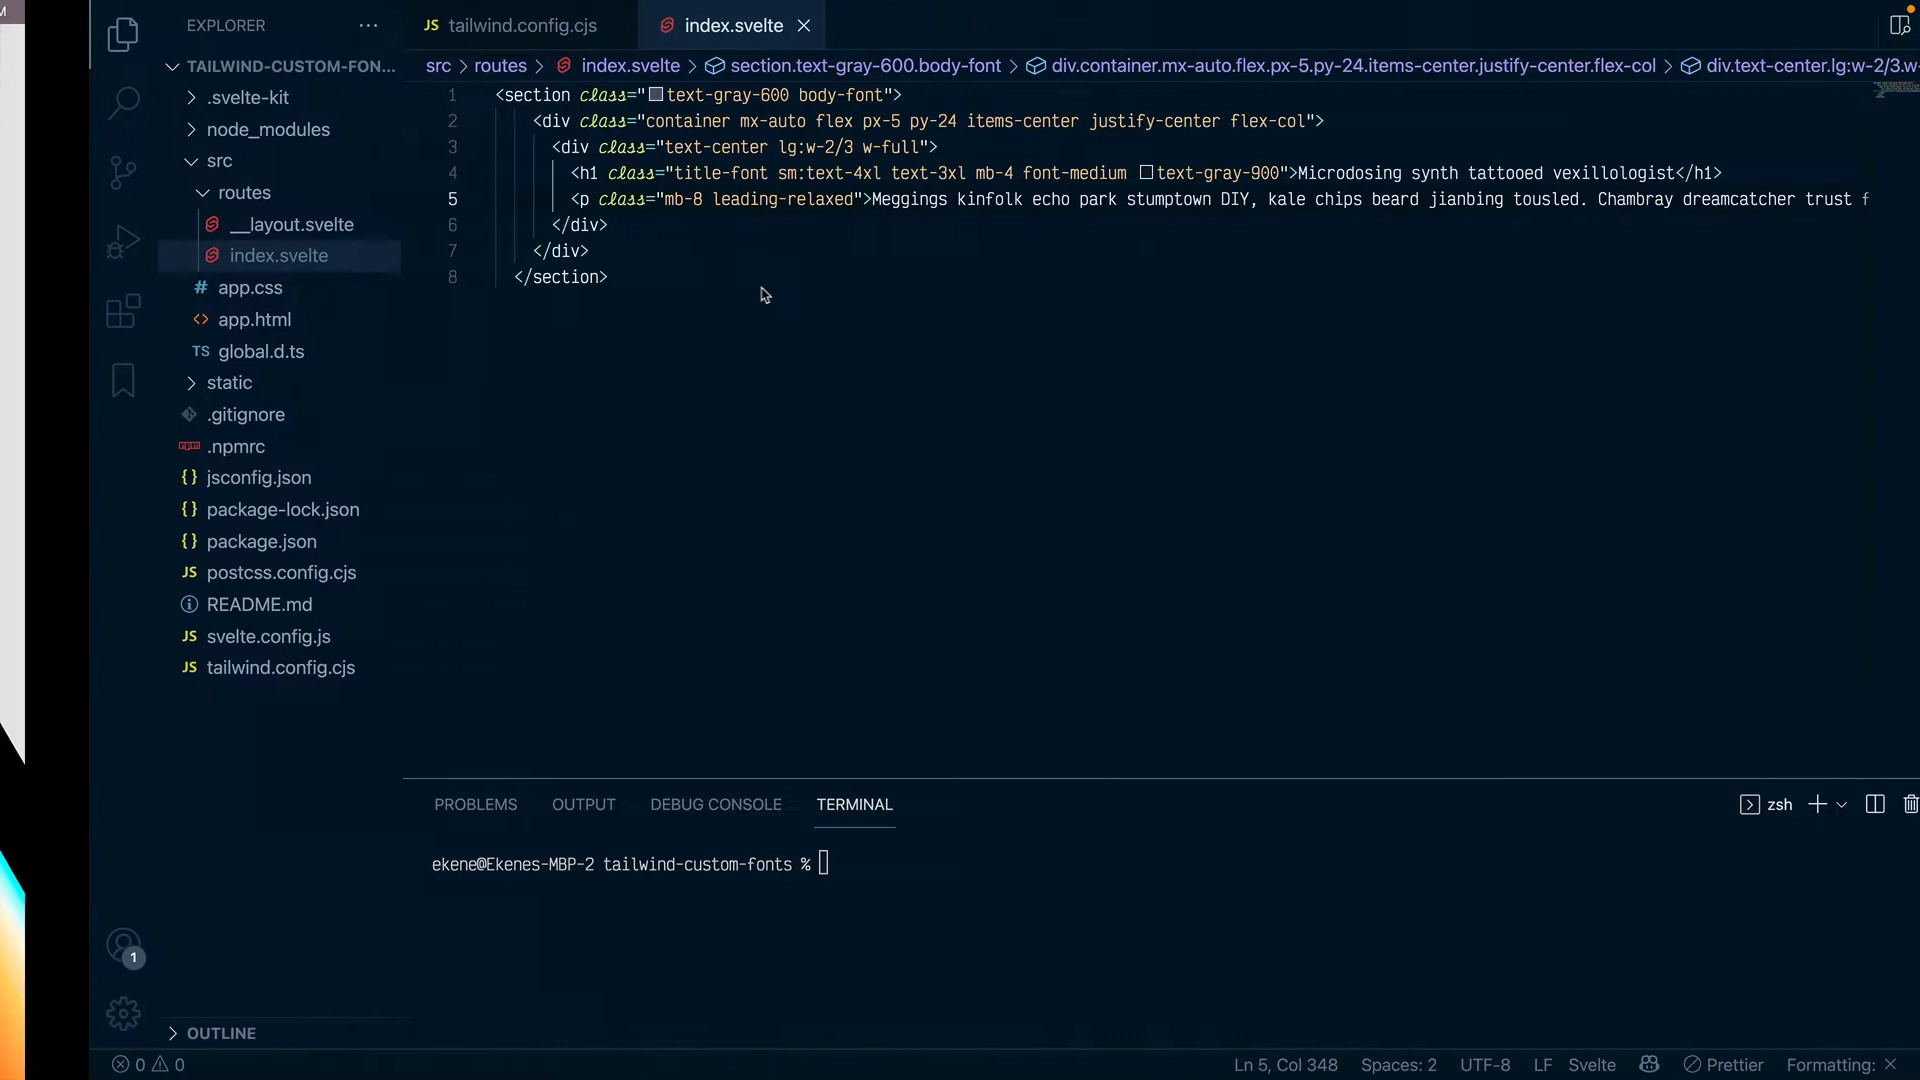 M
EXPLORER ···
TAILWIND-CUSTOM-FON...
.svelte-kit
node_modules
src
routes
__layout.svelte
index.svelte
# app.css
<> app.html
TS global.d.ts
static
.gitignore
npm .npmrc
{} jsconfig.json
{} package-lock.json
{} package.json
JS postcss.config.cjs
README.md
JS svelte.config.js
JS tailwind.config.cjs
1
OUTLINE
JS tailwind.config.cjs
index.svelte
src > routes > index.svelte > section.text-gray-600.body-font > div.container.mx-auto.flex.px-5.py-24.items-center.justify-center.flex-col > div.text-center.lg:w-2/3.w-
1 <section class="text-gray-600 body-font">
2 <div class="container mx-auto flex px-5 py-24 items-center justify-center flex-col">
3 <div class="text-center lg:w-2/3 w-full">
4 <h1 class="title-font sm:text-4xl text-3xl mb-4 font-medium text-gray-900">Microdosing synth tattooed vexillologist</h1>
5 <p class="mb-8 leading-relaxed">Meggings kinfolk echo park stumptown DIY, kale chips beard jianbing tousled. Chambray dreamcatcher trust f
6 </div>
7 </div>
8 </section>
PROBLEMS OUTPUT DEBUG CONSOLE TERMINAL
zsh
ekene@Ekenes-MBP-2 tailwind-custom-fonts %
0 0
Ln 5, Col 348 Spaces: 2 UTF-8 LF Svelte Prettier Formatting: ×